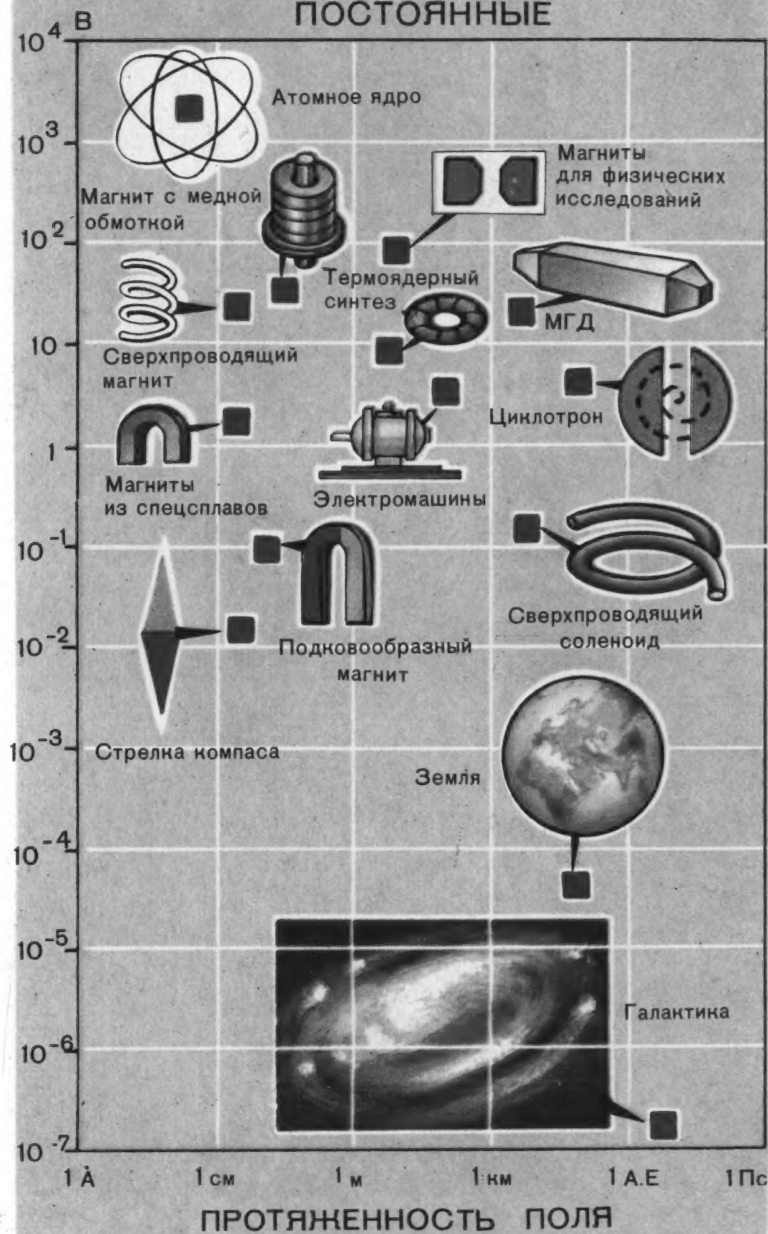 ПОСТОЯННЫЕ
В
10⁴
Атомное ядро
10³
Магниты
для физических
исследований
Магнит с медной
обмоткой
10²
Термоядерный
синтез
МГД
10
Сверхпроводящий
магнит
Циклотрон
1
Магниты
из спецсплавов
Электромашины
10⁻¹
Сверхпроводящий
соленоид
10⁻²
Подковообразный
магнит
10⁻³
Стрелка компаса
Земля
10⁻⁴
10⁻⁵
Галактика
10⁻⁶
10⁻⁷
1 Å 1 см 1 м 1 км 1 А.Е 1 Пс
ПРОТЯЖЕННОСТЬ ПОЛЯ